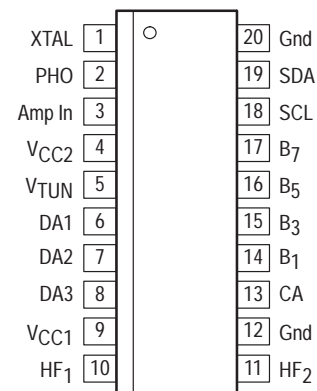 XTAL 1 20 Gnd
PHO 2 19 SDA
Amp In 3 18 SCL
VCC2 4 17 B7
VTUN 5 16 B5
DA1 6 15 B3
DA2 7 14 B1
DA3 8 13 CA
VCC1 9 12 Gnd
HF1 10 11 HF2